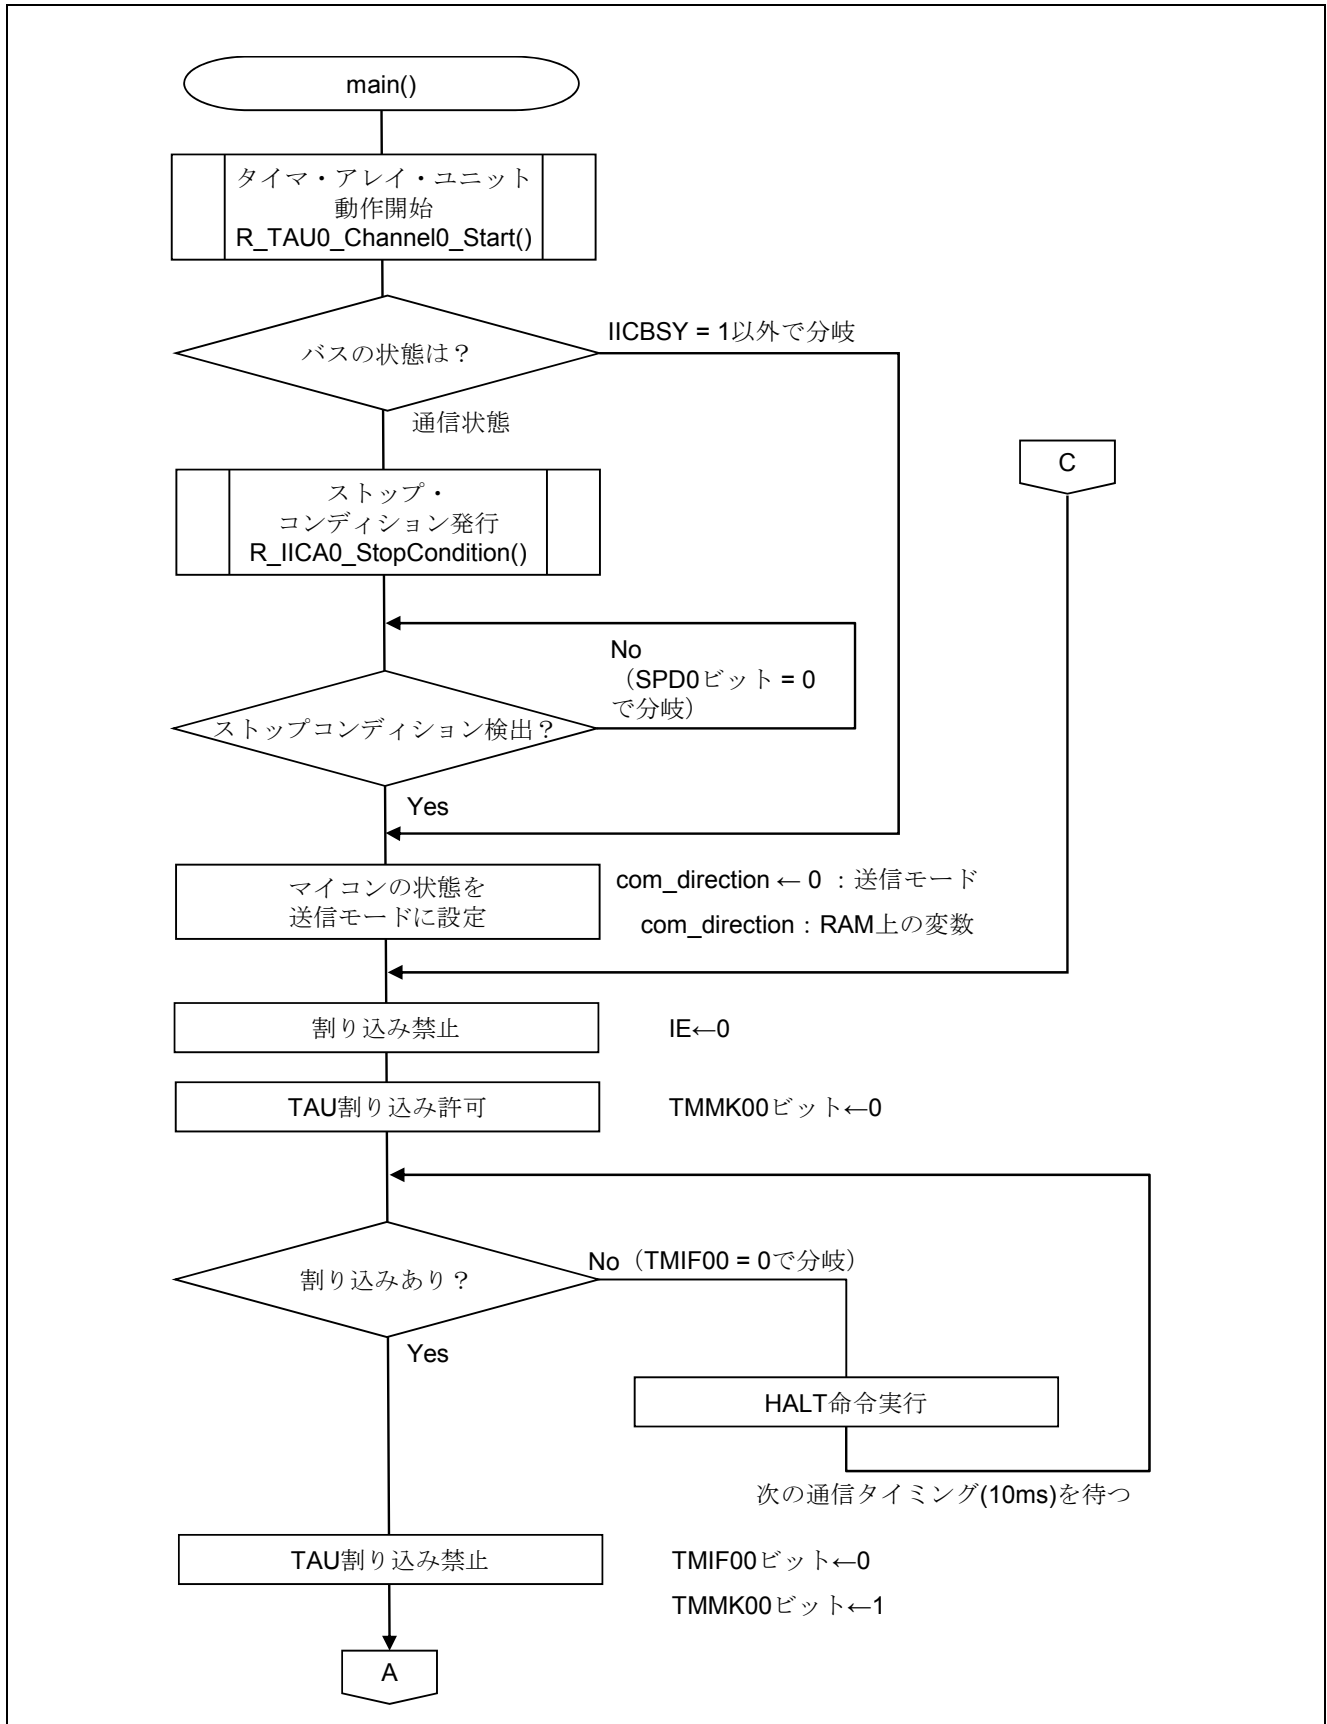 main()
タイマ・アレイ・ユニット
動作開始
R_TAU0_Channel0_Start()
バスの状態は？
IICBSY = 1以外で分岐
通信状態
C
ストップ・
コンディション発行
R_IICA0_StopCondition()
No
（SPD0ビット = 0
で分岐）
ストップコンディション検出？
Yes
マイコンの状態を
送信モードに設定
com_direction ← 0 ：送信モード
com_direction：RAM上の変数
割り込み禁止
IE←0
TAU割り込み許可
TMMK00ビット←0
割り込みあり？
No（TMIF00 = 0で分岐）
Yes
HALT命令実行
次の通信タイミング(10ms)を待つ
TAU割り込み禁止
TMIF00ビット←0
TMMK00ビット←1
A